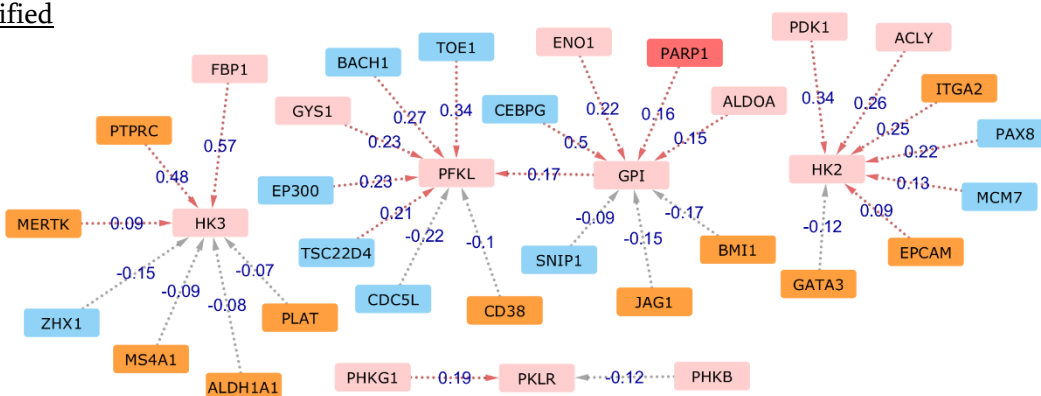 ified
TOE1
ENO1
PDK1
ACLY
BACH1
PARP1
FBP1
ITGA2
GYS1
CEBPG
ALDOA
0.34
0.27
0.34
0.22
0.16
0.26
PTPRC
0.25
PAX8
0.57
0.23
0.5
0.15
0.22
0.48
PFKL
0.17
GPI
HK2
EP300
0.23
0.13
MCM7
MERTK
0.09
HK3
0.21
-0.09
-0.17
0.09
-0.22
-0.1
-0.15
-0.12
TSC22D4
SNIP1
BMI1
EPCAM
-0.15
-0.09
-0.08
-0.07
GATA3
CDC5L
CD38
JAG1
ZHX1
PLAT
MS4A1
ALDH1A1
PHKG1
0.19
PKLR
-0.12
PHKB